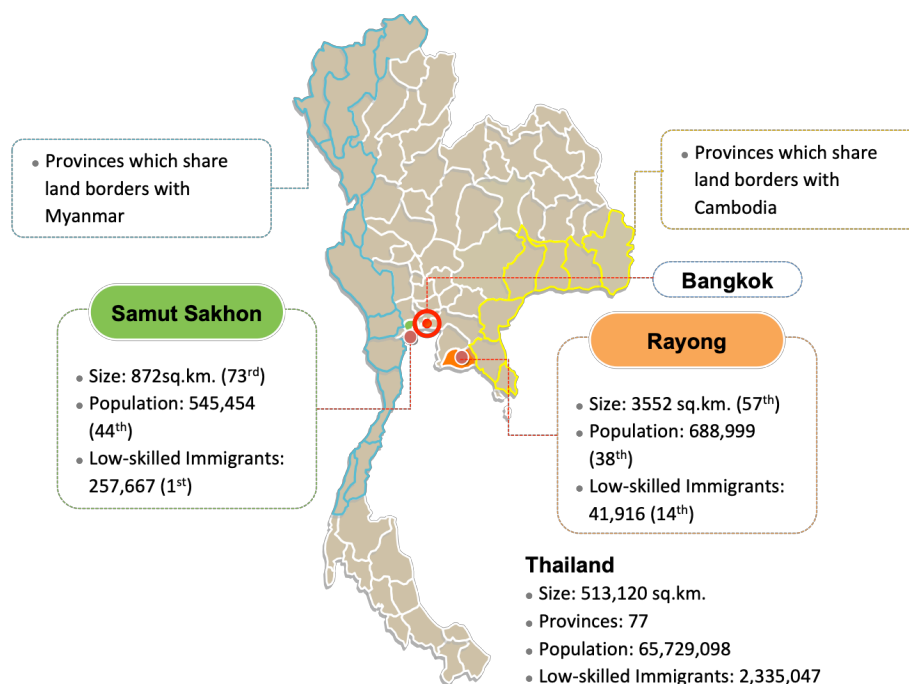 • Provinces which share
land borders with
Myanmar
• Provinces which share
land borders with
Cambodia
Bangkok
Samut Sakhon
• Size: 872sq.km. (73rd)
• Population: 545,454
(44th)
• Low-skilled Immigrants:
257,667 (1st)
Rayong
• Size: 3552 sq.km. (57th)
• Population: 688,999
(38th)
• Low-skilled Immigrants:
41,916 (14th)
Thailand
• Size: 513,120 sq.km.
• Provinces: 77
• Population: 65,729,098
• Low-skilled Immigrants: 2,335,047